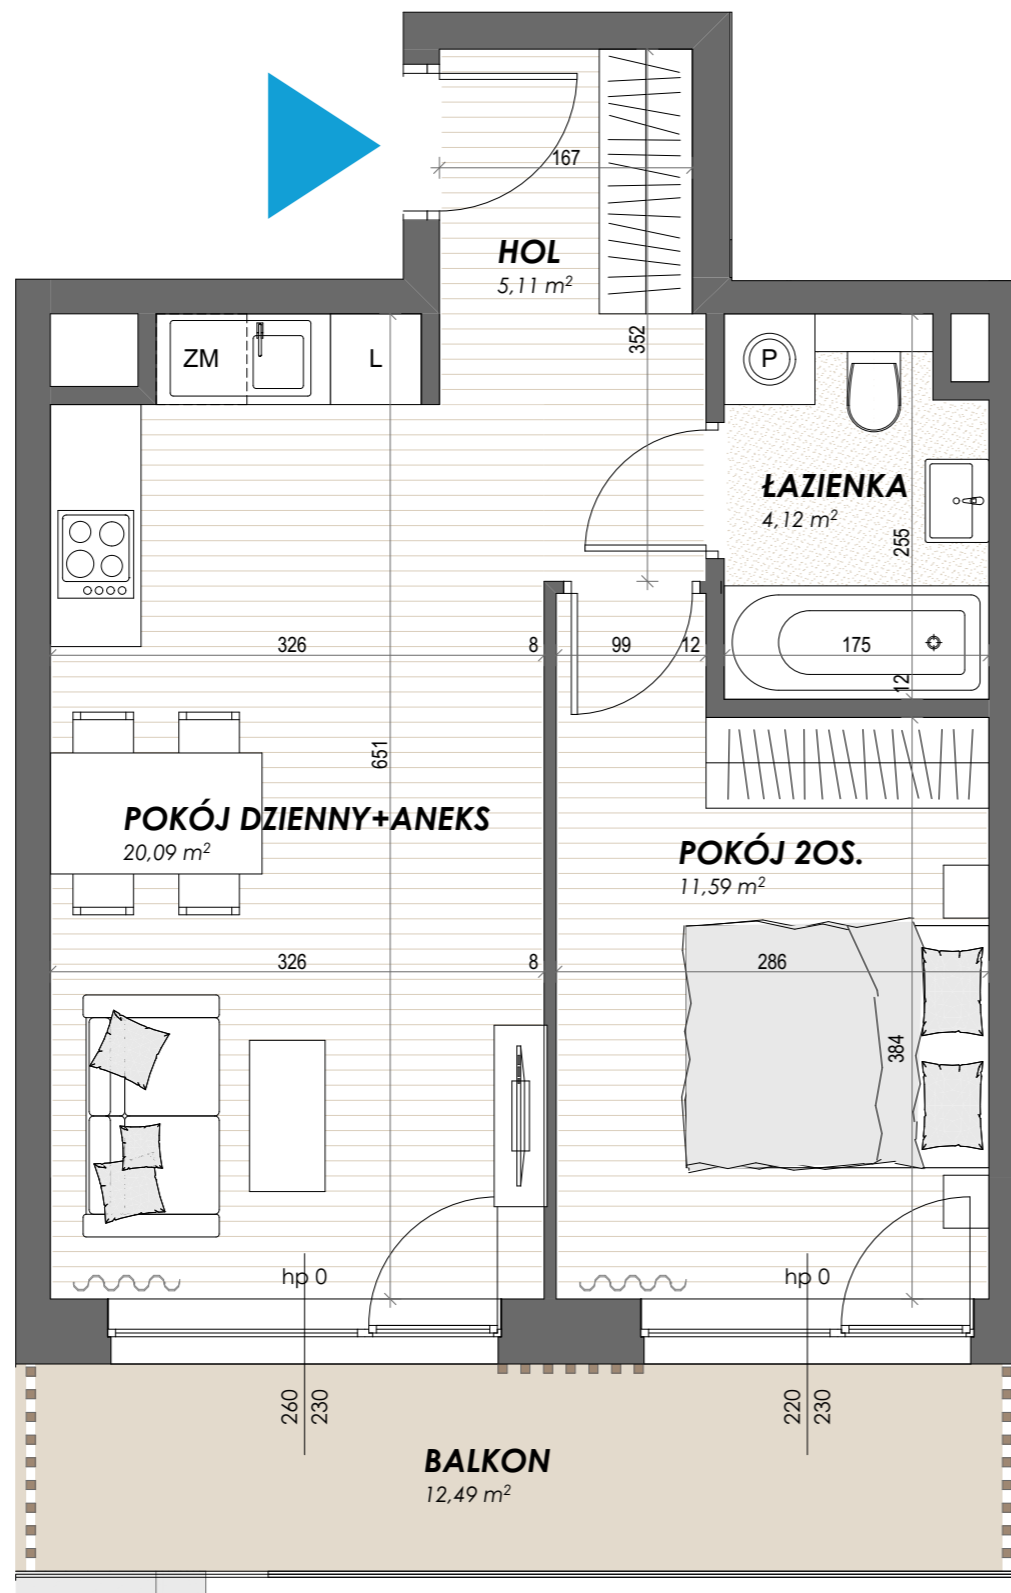 167
HOL
5,11 m²
352
ZM
L
P
ŁAZIENKA
4,12 m²
255
326
8
99
12
175
12
651
POKÓJ DZIENNY+ANEKS
20,09 m²
POKÓJ 2OS.
11,59 m²
326
8
286
384
hp 0
hp 0
260
230
220
230
BALKON
12,49 m²